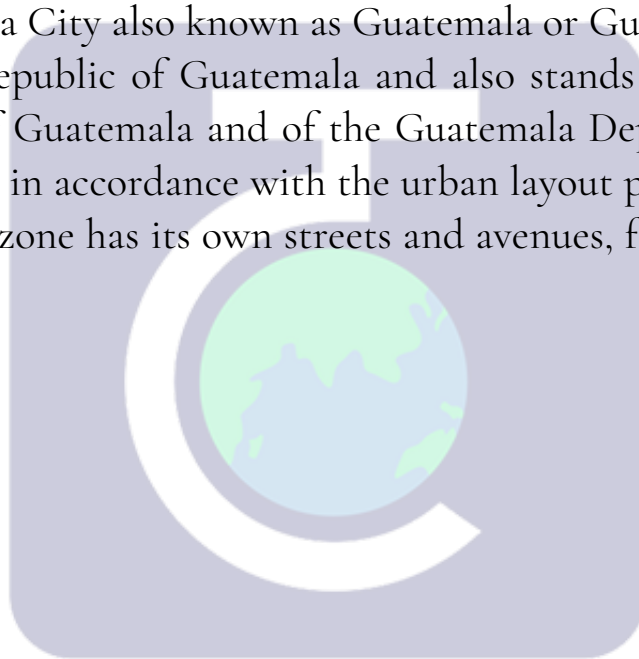 a City also known as Guatemala or Gu
epublic of Guatemala and also stands
f Guatemala and of the Guatemala Dep
in accordance with the urban layout p
zone has its own streets and avenues, f